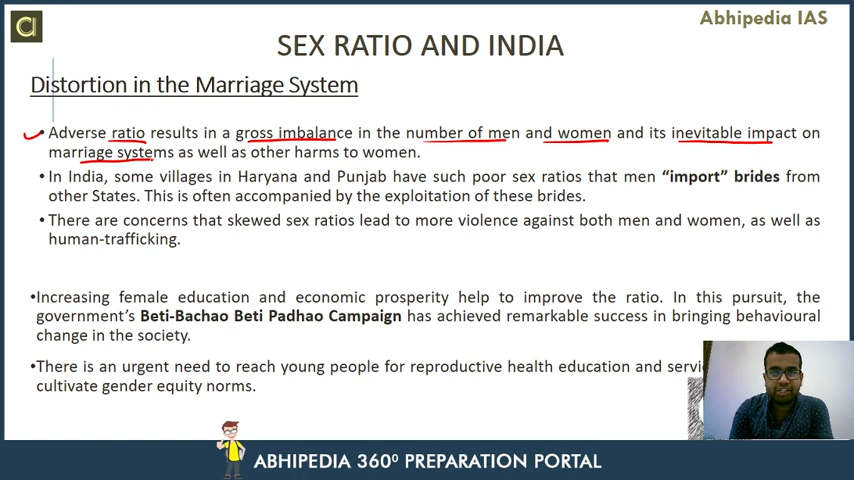 Abhipedia IAS
a
SEX RATIO AND INDIA
Distortion in the Marriage System
• Adverse ratio results in a gross imbalance in the number of men and women and its inevitable impact on
marriage systems as well as other harms to women.
• In India, some villages in Haryana and Punjab have such poor sex ratios that men “import” brides from
other States. This is often accompanied by the exploitation of these brides.
• There are concerns that skewed sex ratios lead to more violence against both men and women, as well as
human-trafficking.
•Increasing female education and economic prosperity help to improve the ratio. In this pursuit, the
government’s Beti-Bachao Beti Padhao Campaign has achieved remarkable success in bringing behavioural
change in the society.
•There is an urgent need to reach young people for reproductive health education and
cultivate gender equity norms.
ABHIPEDIA 360⁰ PREPARATION PORTAL